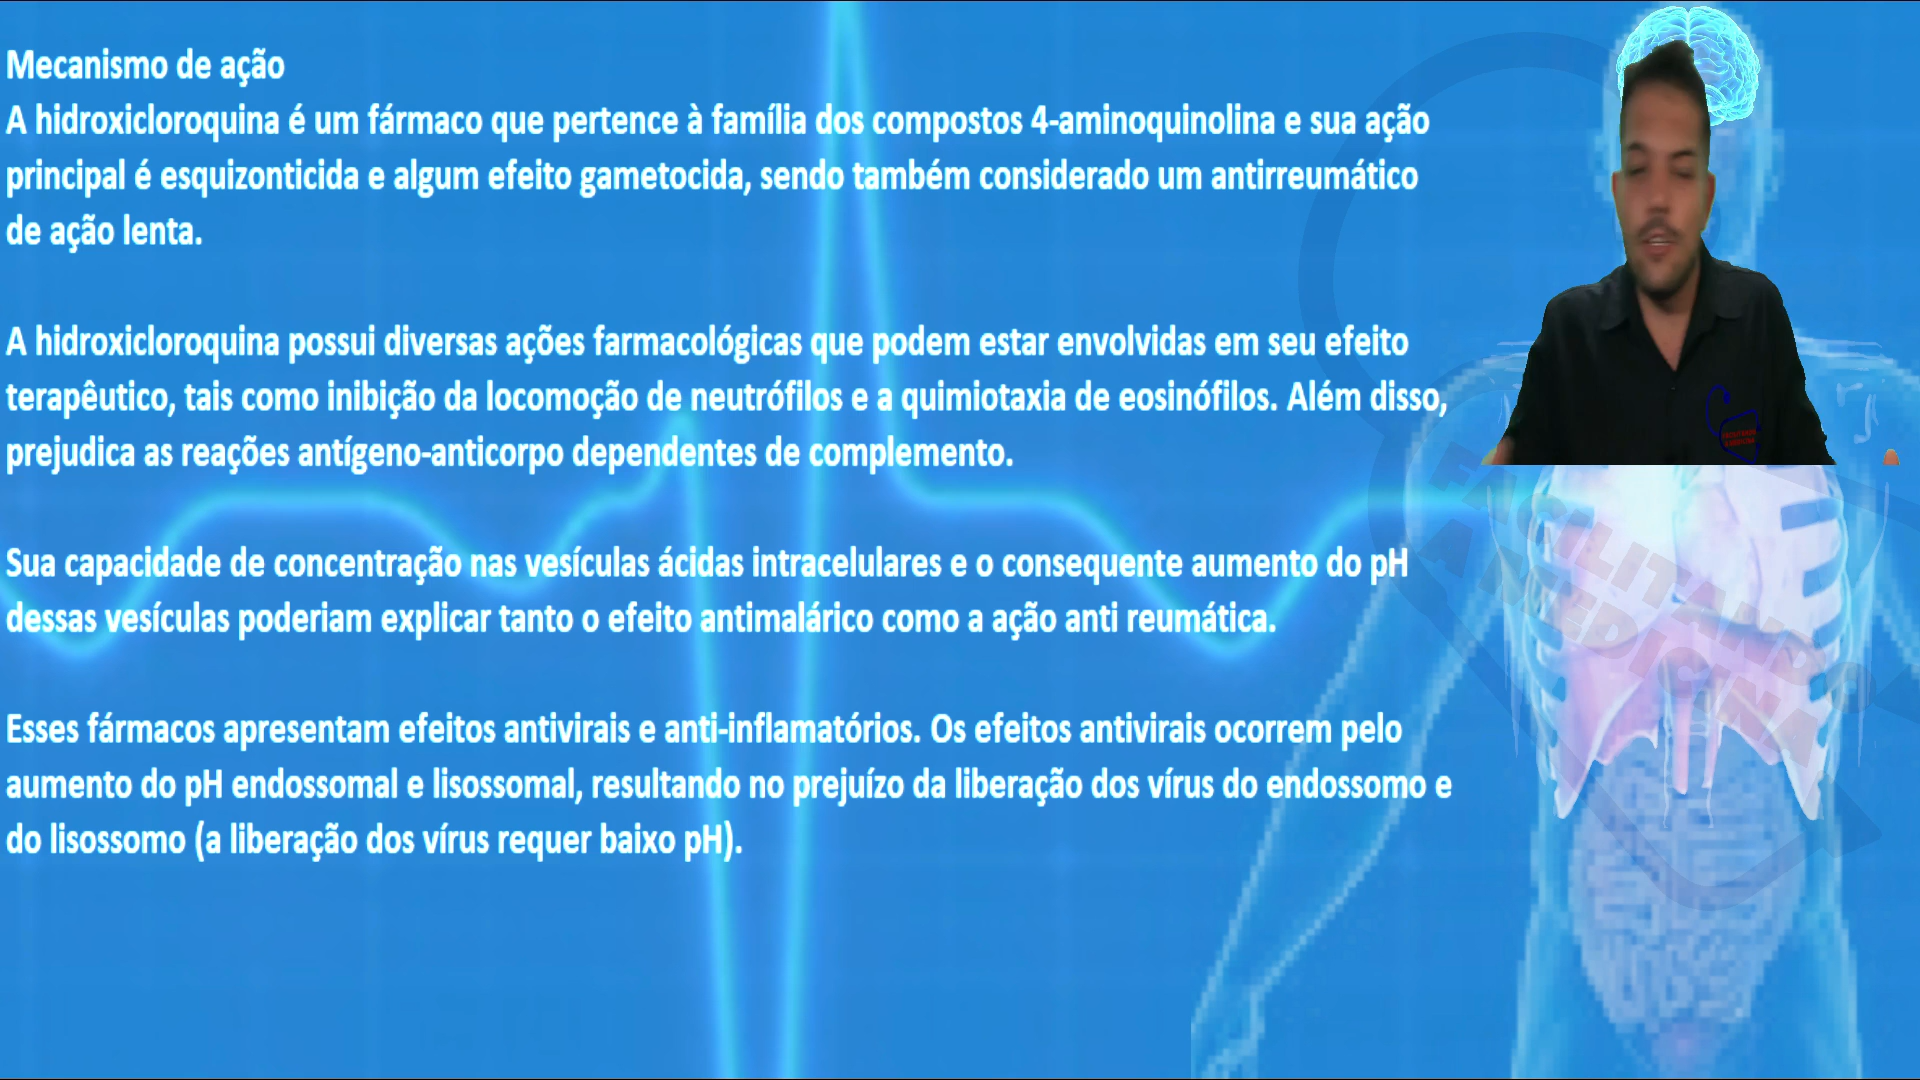 Mecanismo de ação
A hidroxicloroquina é um fármaco que pertence à família dos compostos 4-aminoquinolina e sua ação
principal é esquizonticida e algum efeito gametocida, sendo também considerado um antirreumático
de ação lenta.
A hidroxicloroquina possui diversas ações farmacológicas que podem estar envolvidas em seu efeito
terapêutico, tais como inibição da locomoção de neutrófilos e a quimiotaxia de eosinófilos. Além disso,
prejudica as reações antígeno-anticorpo dependentes de complemento.
Sua capacidade de concentração nas vesículas ácidas intracelulares e o consequente aumento do pH
dessas vesículas poderiam explicar tanto o efeito antimalárico como a ação anti reumática.
Esses fármacos apresentam efeitos antivirais e anti-inflamatórios. Os efeitos antivirais ocorrem pelo
aumento do pH endossomal e lisossomal, resultando no prejuízo da liberação dos vírus do endossomo e
do lisossomo (a liberação dos vírus requer baixo pH).
FACILITANDO
A MEDICINA